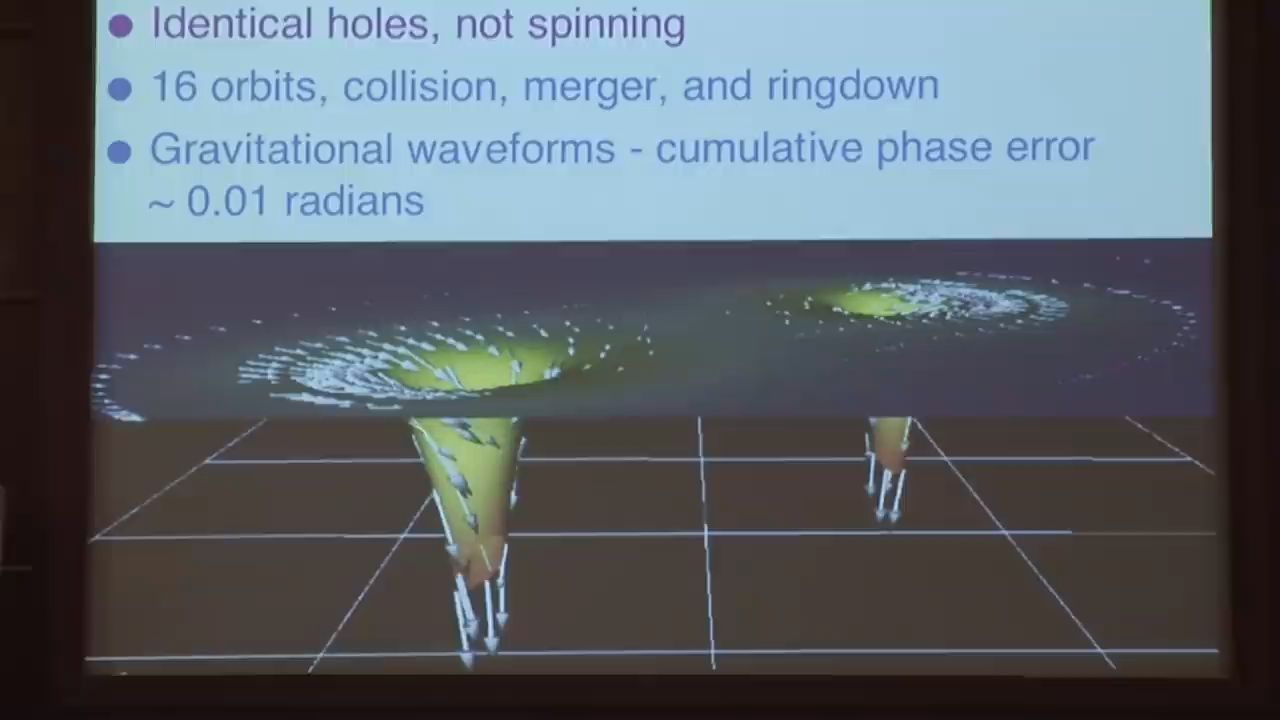 ● Identical holes, not spinning
● 16 orbits, collision, merger, and ringdown
● Gravitational waveforms - cumulative phase error
~ 0.01 radians